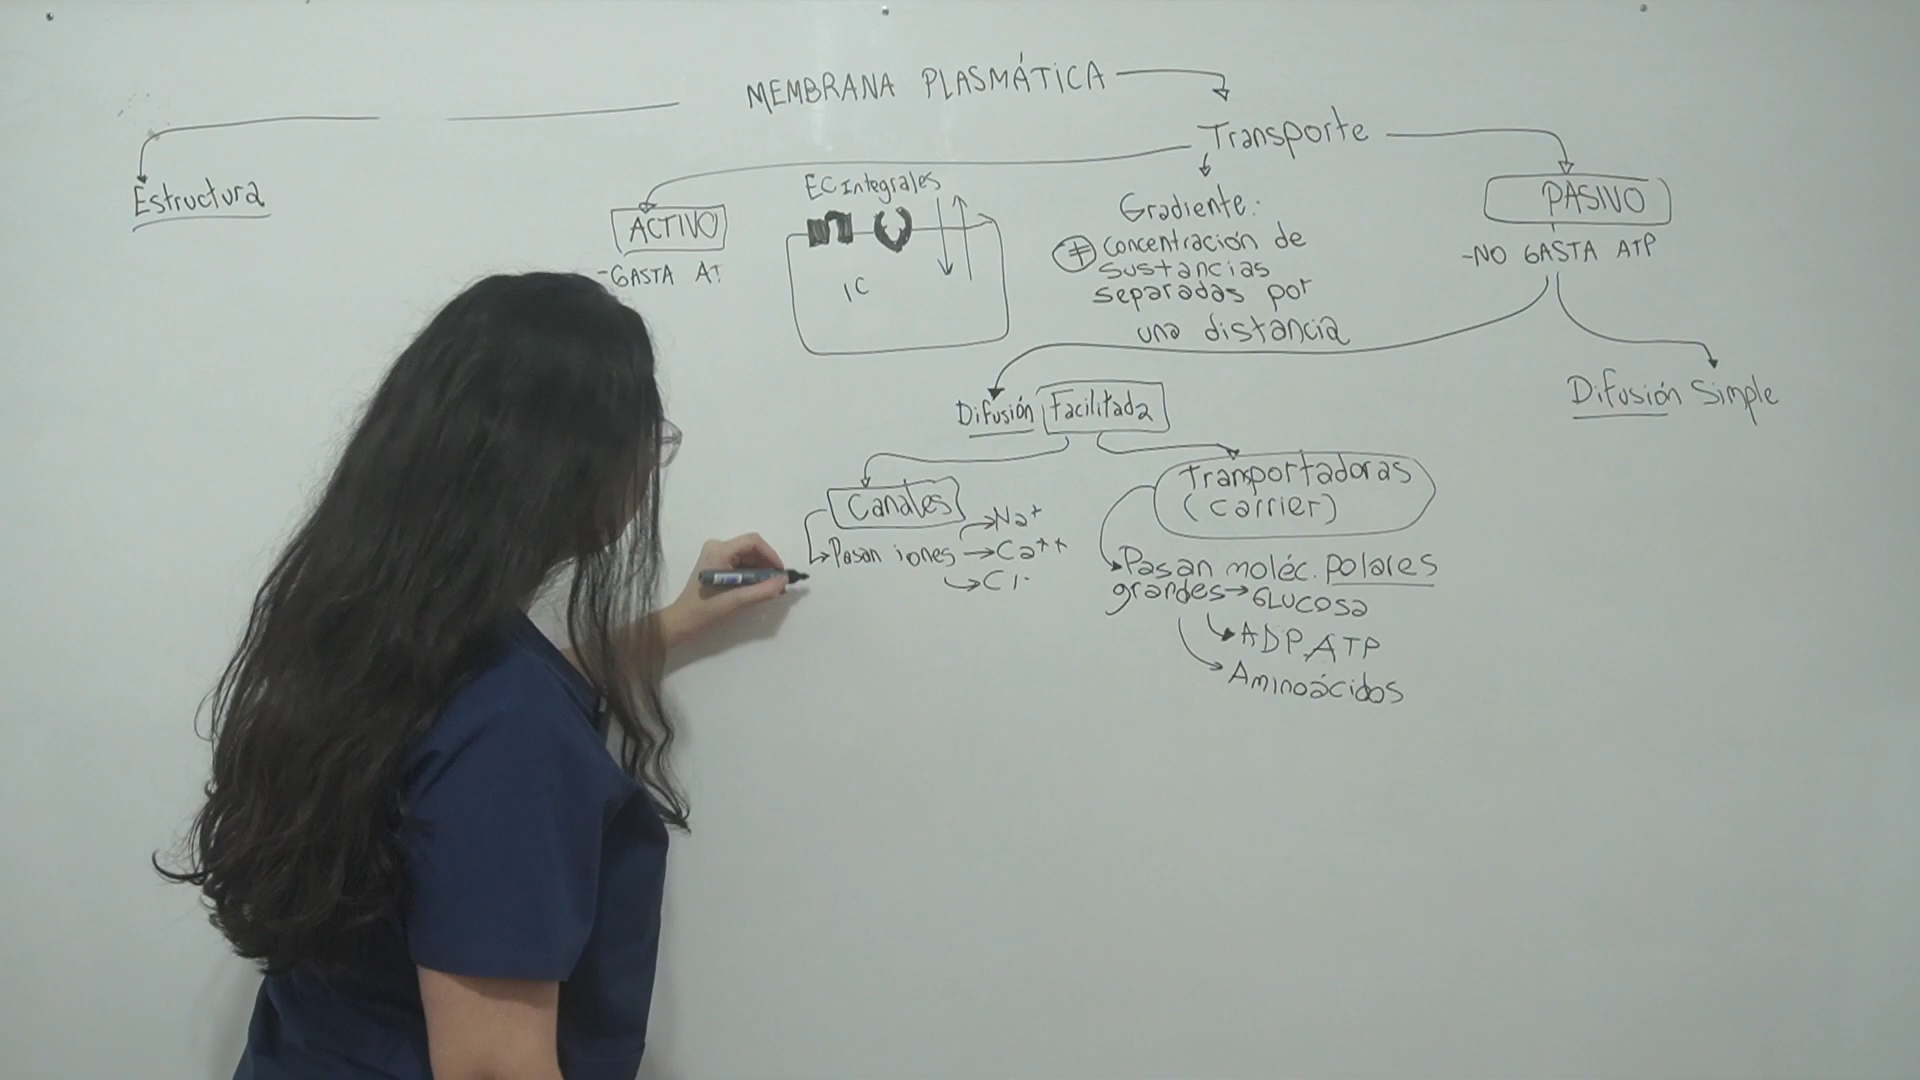 MEMBRANA PLASMÁTICA
Transporte
Estructura
ACTIVO
-GASTA AT
EC Integrales
IC
Gradiente:
≠ concentración de
sustancias
separadas por
una distancia
PASIVO
-NO GASTA ATP
Difusión Facilitada
Difusión Simple
Canales
Pasan iones → Na+
→ Ca++
→ Cl-
Transportadoras
(carrier)
Pasan moléc. polares
grandes → GLUCOSA
ADP, ATP
Aminoácidos